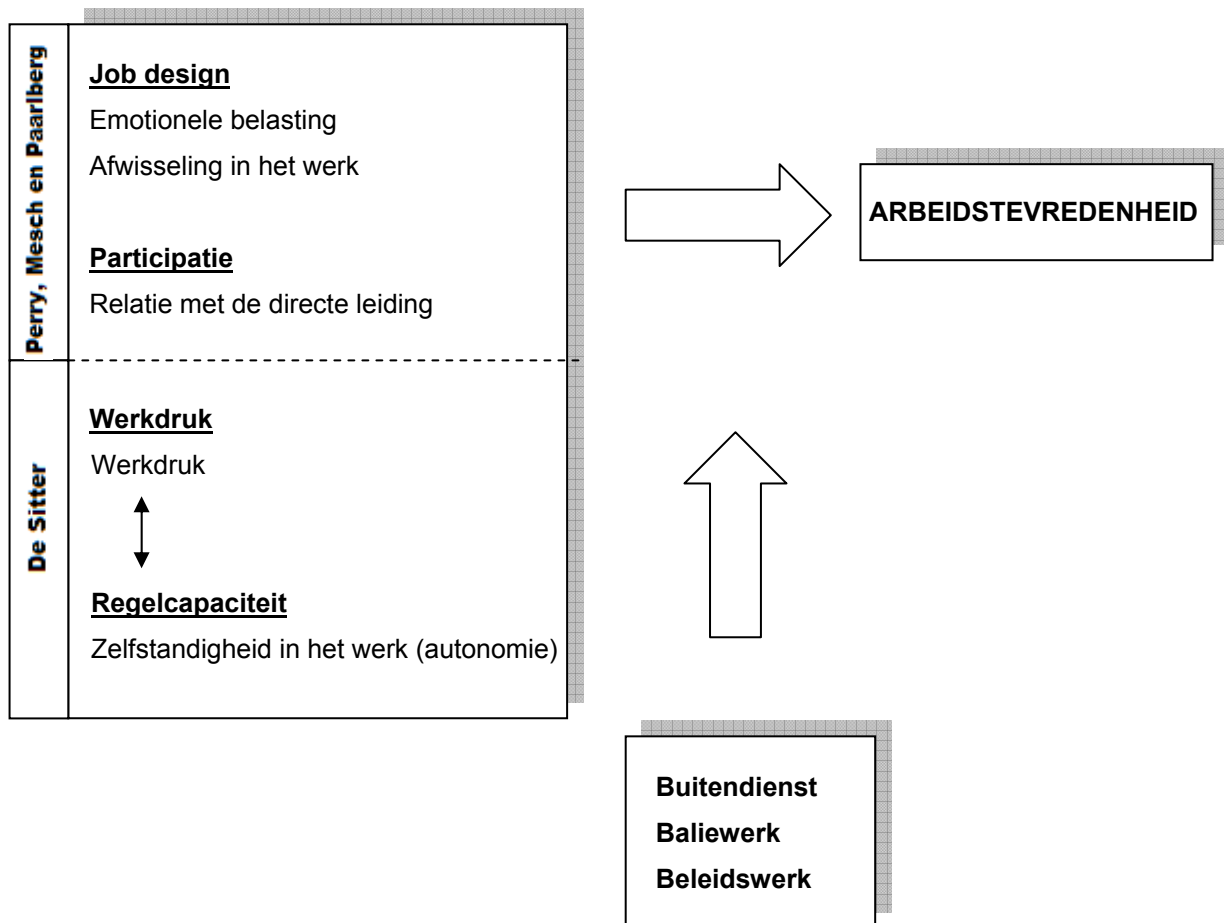 Perry, Mesch en Paarlberg
Job design
Emotionele belasting
Afwisseling in het werk
Participatie
Relatie met de directe leiding
De Sitter
Werkdruk
Werkdruk
Regelcapaciteit
Zelfstandigheid in het werk (autonomie)
ARBEIDSTEVREDENHEID
Buitendienst
Baliewerk
Beleidswerk